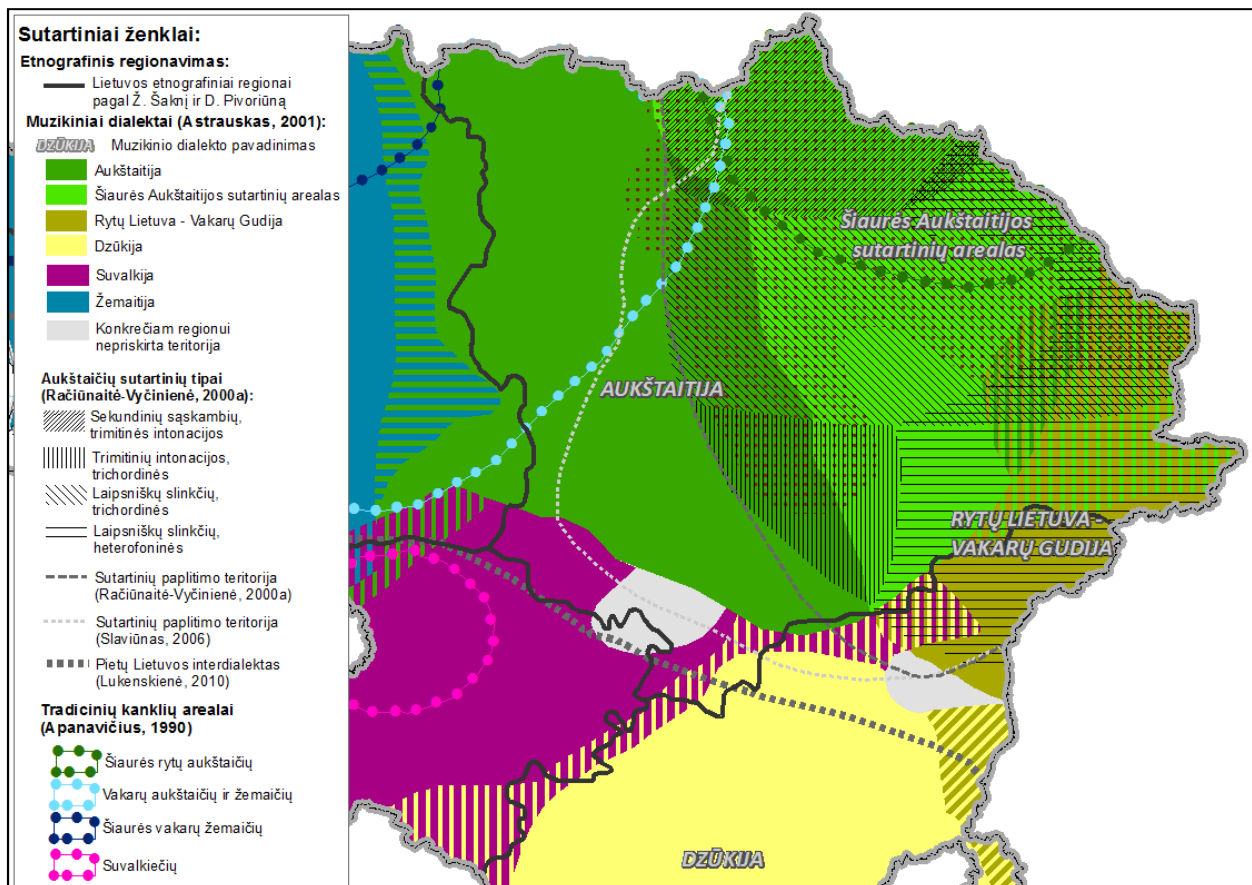 Sutartiniai ženklai:
Etnografinis regionavimas:
Lietuvos etnografiniai regionai
pagal Ž. Šaknį ir D. Pivoriūną
Muzikiniai dialektai (Astrauskas, 2001):
DZŪKIJA Muzikinio dialekto pavadinimas
Aukštaitija
Šiaurės Aukštaitijos sutartinių arealas
Rytų Lietuva - Vakarų Gudija
Dzūkija
Suvalkija
Žemaitija
Konkrečiam regionui
nepriskirta teritorija
Aukštaičių sutartinių tipai
(Račiūnaitė-Vyčinienė, 2000a):
Sekundinių sąskambių,
trimitinės intonacijos
Trimitinių intonacijos,
trichordinės
Laipsniškų slinkčių,
trichordinės
Laipsniškų slinkčių,
heterofoninės
Sutartinių paplitimo teritorija
(Račiūnaitė-Vyčinienė, 2000a)
Sutartinių paplitimo teritorija
(Slaviūnas, 2006)
Pietų Lietuvos interdialektas
(Lukenskienė, 2010)
Tradicinių kanklių arealai
(Apanavičius, 1990)
Šiaurės rytų aukštaičių
Vakarų aukštaičių ir žemaičių
Šiaurės vakarų žemaičių
Suvalkiečių
Šiaurės Aukštaitijos
sutartinių arealas
AUKŠTAITIJA
RYTŲ LIETUVA -
VAKARŲ GUDIJA
DZŪKIJA